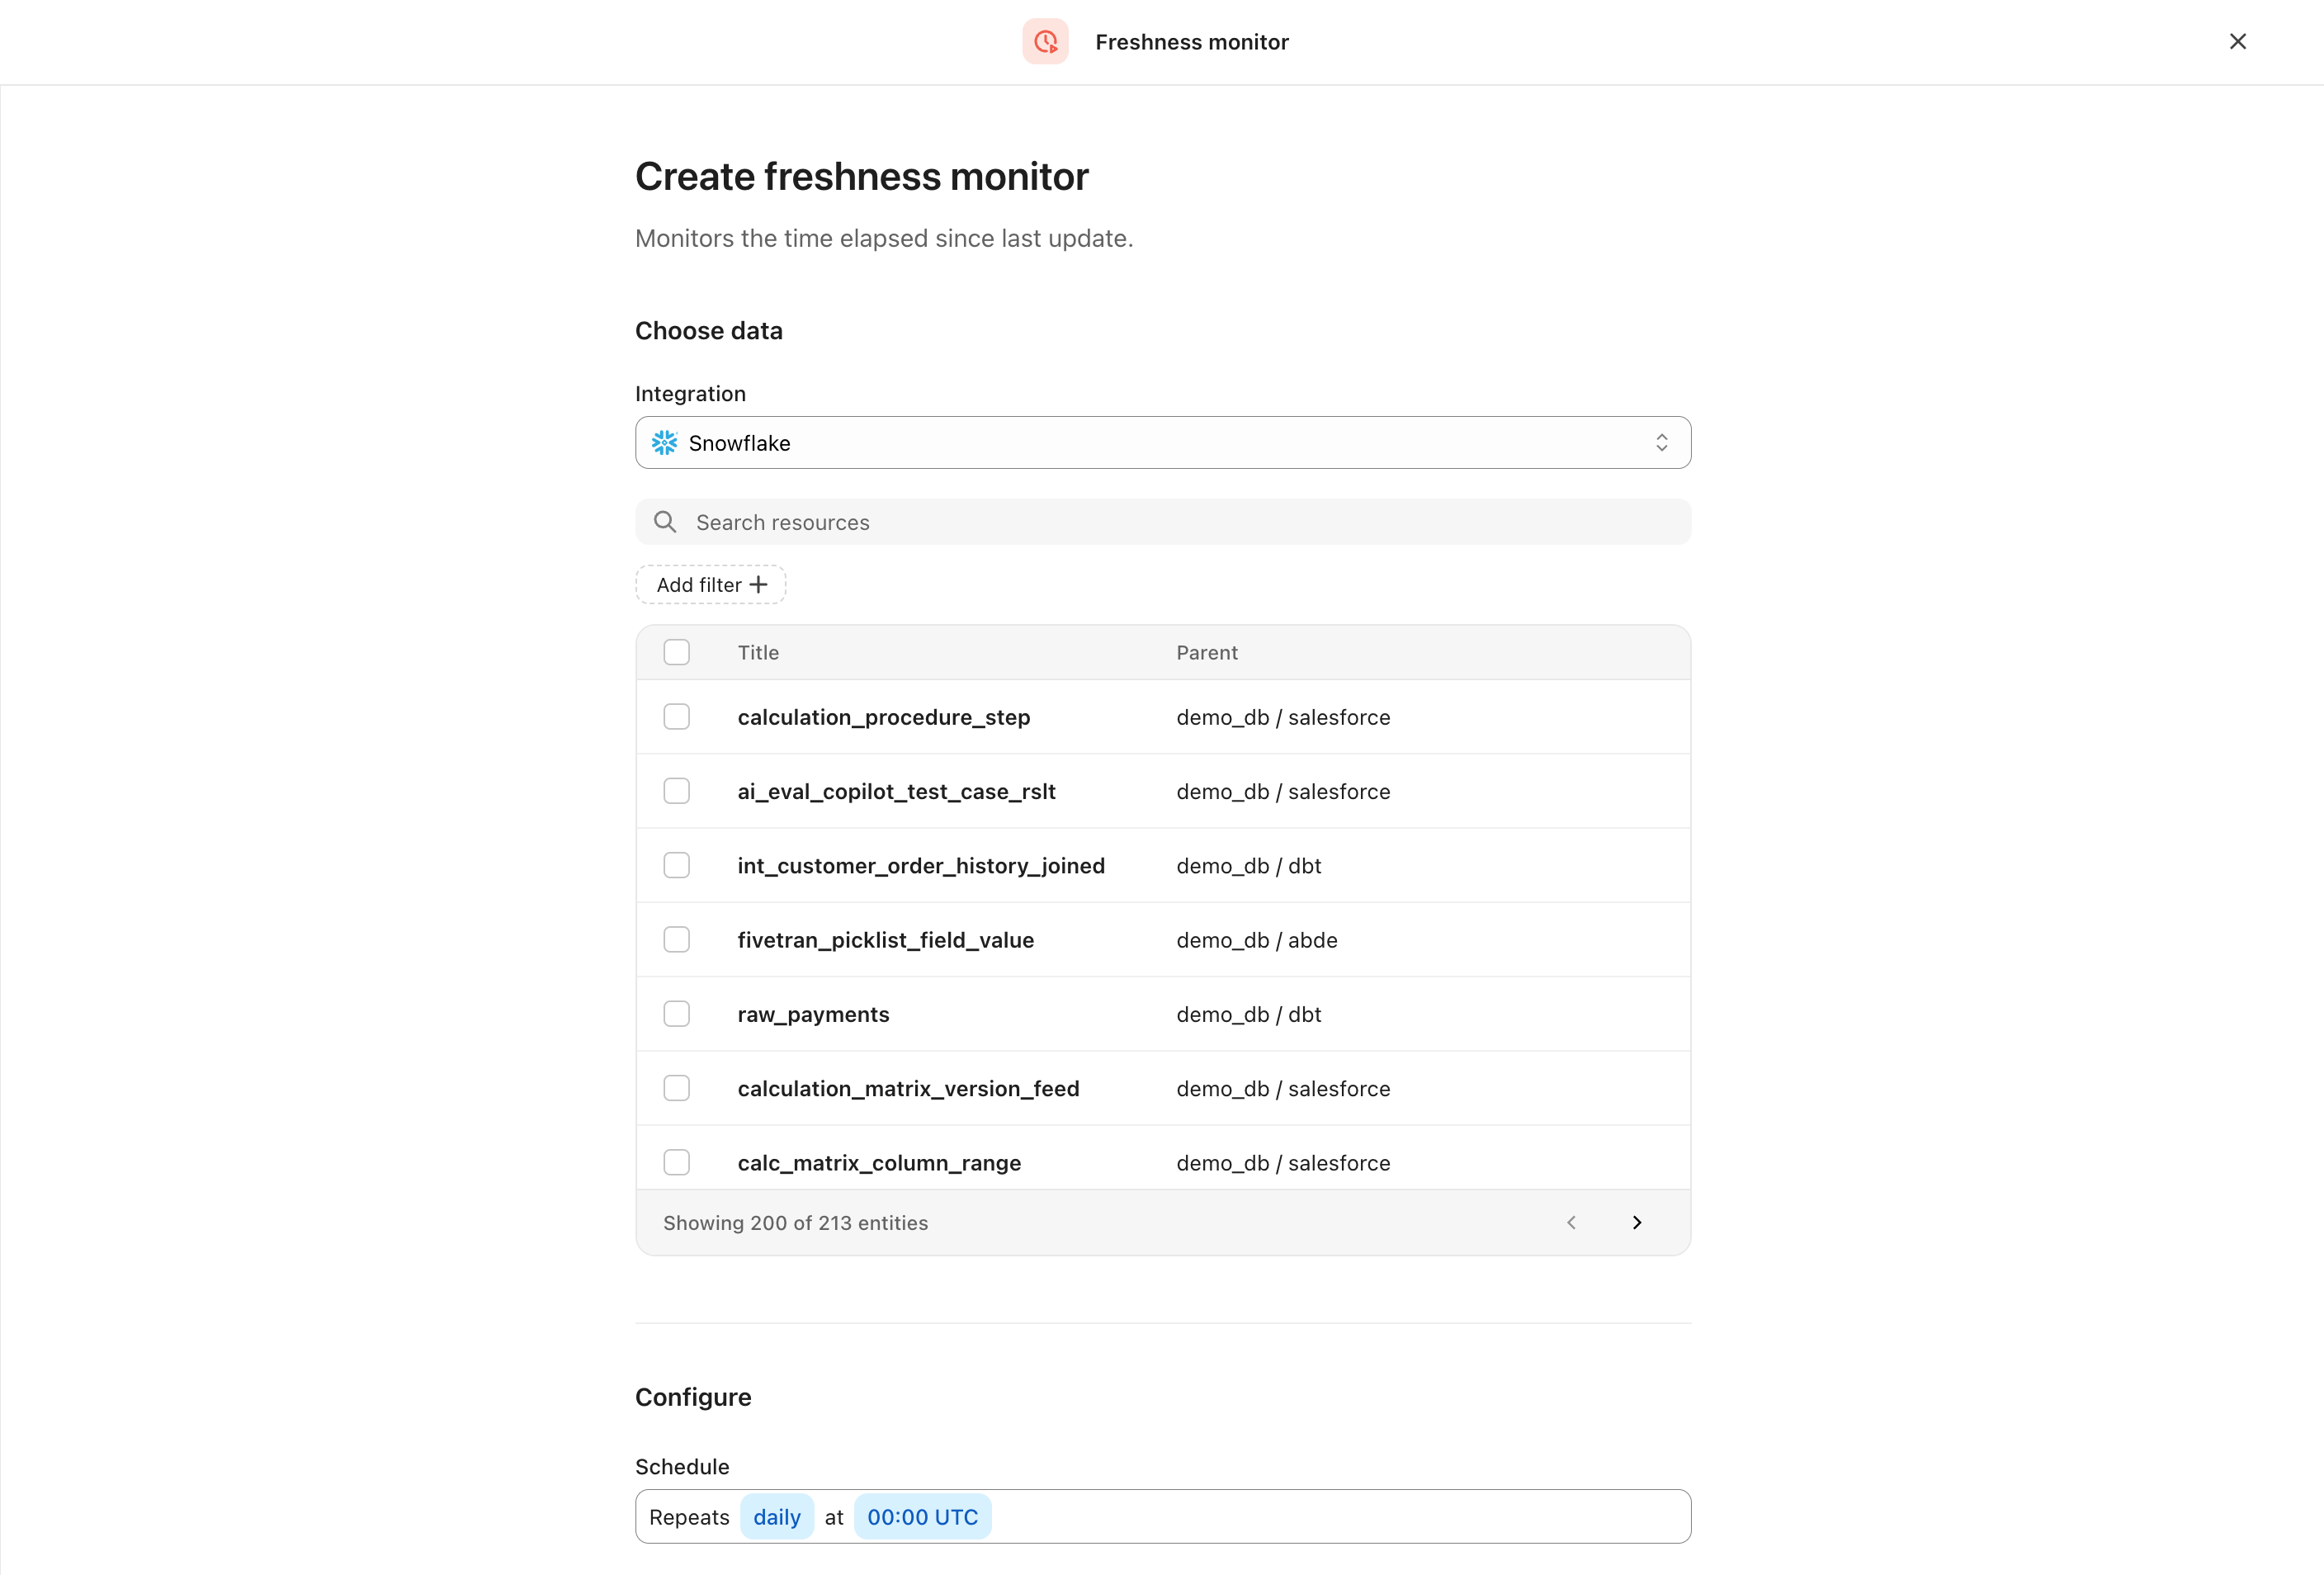 Freshness monitor
Create freshness monitor
Monitors the time elapsed since last update.
Choose data
Integration
Snowflake
Search resources
Add filter
Title Parent
calculation_procedure_step demo_db / salesforce
ai_eval_copilot_test_case_rslt demo_db / salesforce
int_customer_order_history_joined demo_db / dbt
fivetran_picklist_field_value demo_db / abde
raw_payments demo_db / dbt
calculation_matrix_version_feed demo_db / salesforce
calc_matrix_column_range demo_db / salesforce
Showing 200 of 213 entities
Configure
Schedule
Repeats daily at 00:00 UTC